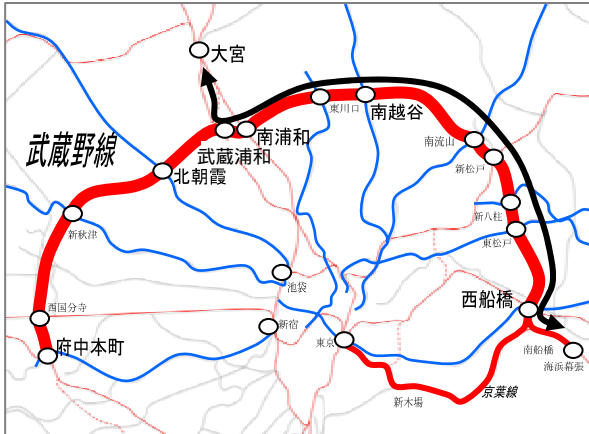 大宮
東川口
南越谷
南浦和
武蔵浦和
武蔵野線
南流山
北朝霞
新松戸
新八柱
新秋津
東松戸
池袋
西船橋
西国分寺
新宿
東京
府中本町
南船橋
海浜幕張
京葉線
新木場